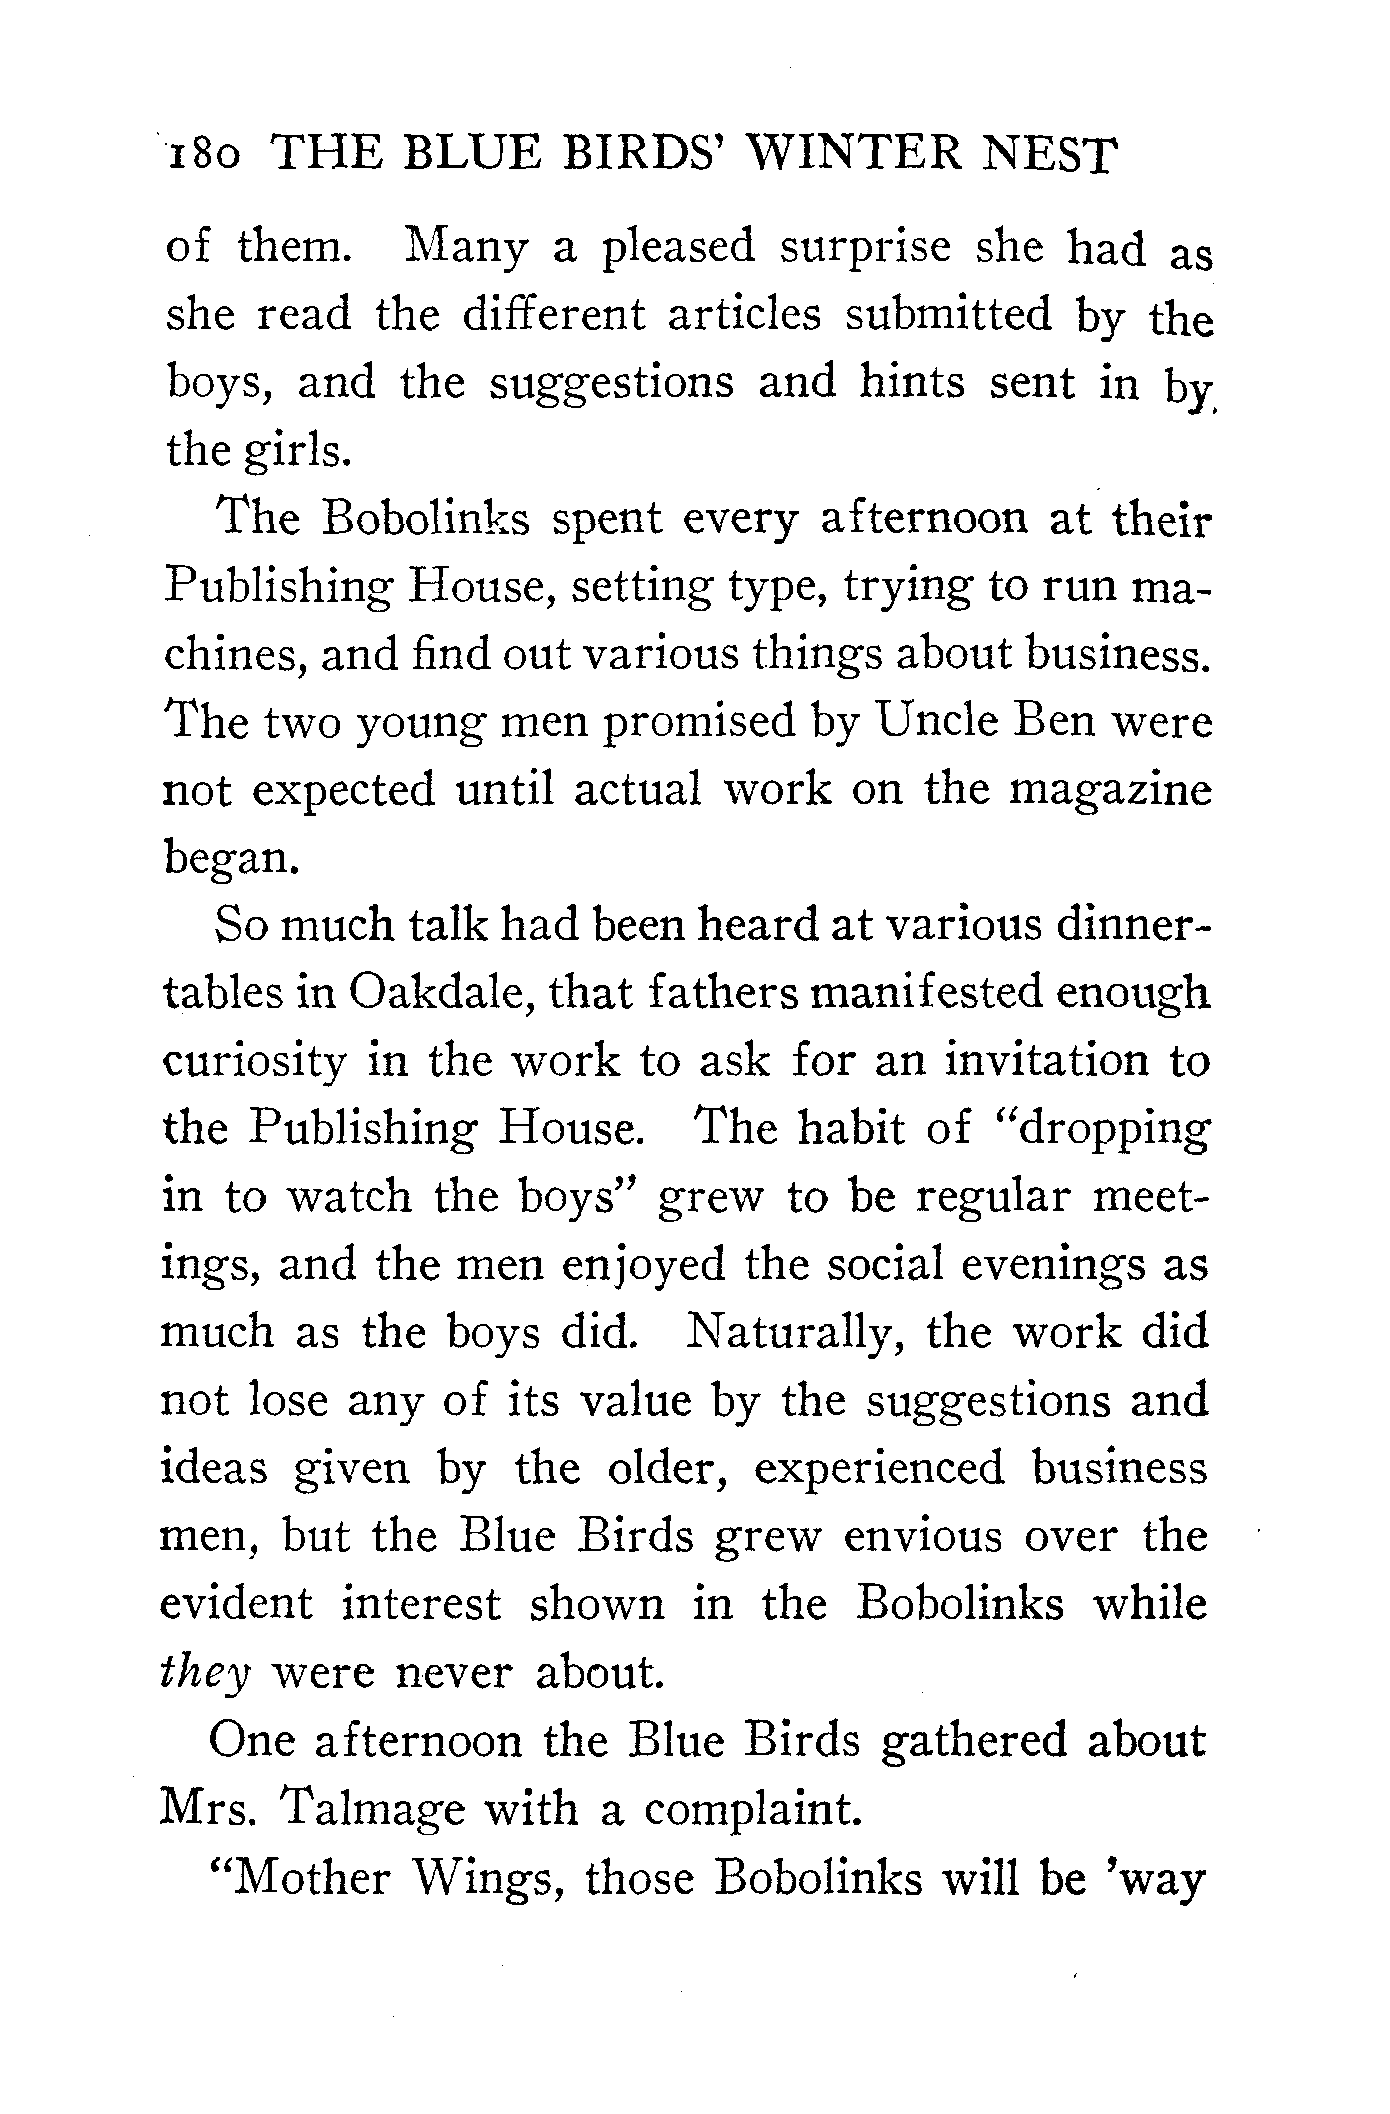 180 THE BLUE BIRDS' WINTER NEST
of them. Many a pleased surprise she had as
she read the different articles submitted by the
boys, and the suggestions and hints sent in by
the girls.
The Bobolinks spent every afternoon at their
Publishing House, setting type, trying to run ma-
chines, and find out various things about business.
The two young men promised by Uncle Ben were
not expected until actual work on the magazine
began.
So much talk had been heard at various dinner-
tables in Oakdale, that fathers manifested enough
curiosity in the work to ask for an invitation to
the Publishing House. The habit of “dropping
in to watch the boys” grew to be regular meet-
ings, and the men enjoyed the social evenings as
much as the boys did. Naturally, the work did
not lose any of its value by the suggestions and
ideas given by the older, experienced business
men, but the Blue Birds grew envious over the
evident interest shown in the Bobolinks while
they were never about.
One afternoon the Blue Birds gathered about
Mrs. Talmage with a complaint.
“Mother Wings, those Bobolinks will be ’way